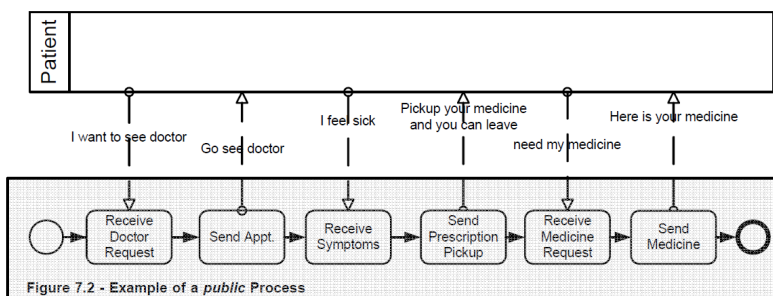 Patient
I want to see doctor
Go see doctor
I feel sick
Pickup your medicine
and you can leave
need my medicine
Here is your medicine
Receive
Doctor
Request
Send Appt.
Receive
Symptoms
Send
Prescription
Pickup
Receive
Medicine
Request
Send
Medicine
Figure 7.2 - Example of a public Process